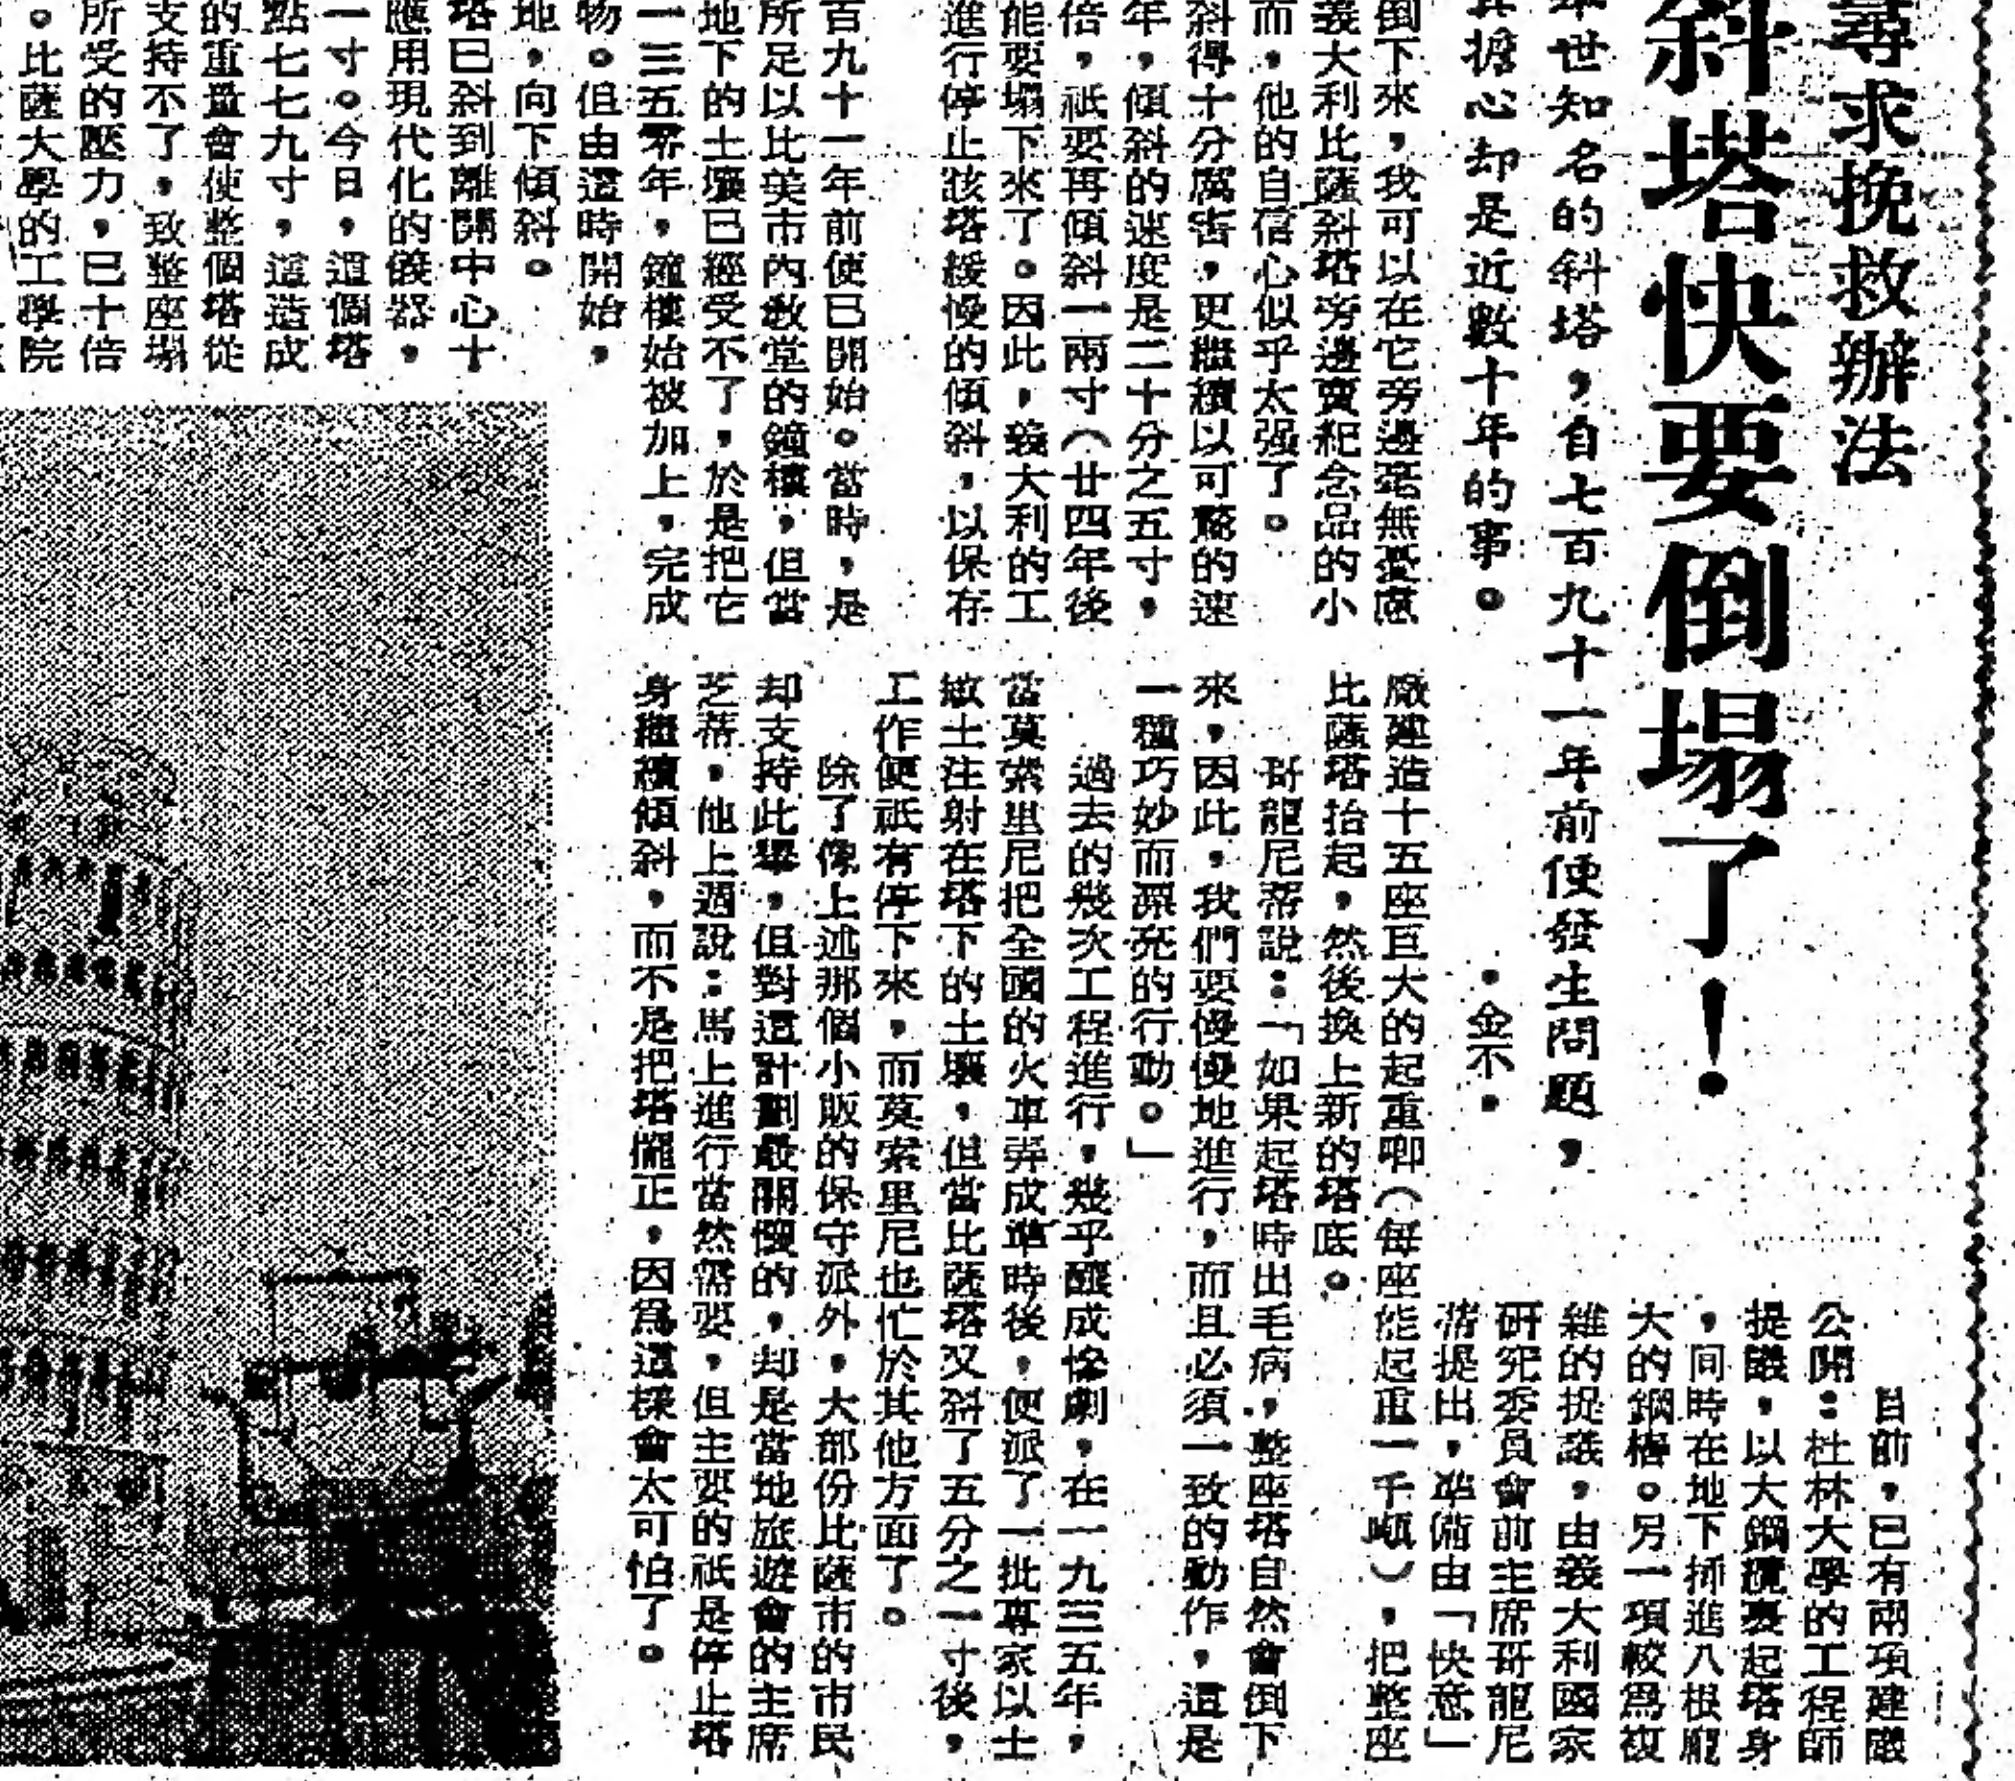 尋求挽救辦法
斜塔快要倒塌了！
世知名的斜塔，自七百九十一年前便發生問題，
其擔心却是近數十年的事。
·金不·
倒下來，我可以在它旁邊毫無憂慮
義大利比薩斜塔旁邊賣紀念品的小
而，他的自信心似乎太强了。
斜得十分厲害，更繼續以可驚的速
年，傾斜的速度是二十分之五寸，
倍，祇要再傾斜一兩寸（廿四年後
能要塌下來了。因此，義大利的工
進行停止該塔緩慢的傾斜，以保存
百九十一年前便已開始。當時，是
所足以比美市內教堂的鐘樓，但當
地下的土壤已經受不了，於是把它
一三五零年，鐘樓始被加上，完成
物。但由這時開始，
地，向下傾斜。
塔已斜到離開中心十
應用現代化的儀器，
一寸。今日，這個塔
點七七九寸，這造成
的重量會使整個塔從
支持不了，致整座塌
所受的壓力，已十倍
。比薩大學的工學院
目前，已有兩項建議
公開：杜林大學的工程師
提議，以大鋼纜裹起塔身
，同時在地下挿進八根龐
大的鋼樁。另一項較爲複
雜的提議，由義大利國家
研究委員會前主席哥龍尼
蒂提出，準備由「快意」
廠建造十五座巨大的起重啣（每座能起重一千噸），把整座
比薩塔抬起，然後換上新的塔底。
哥龍尼蒂說：「如果起塔時出毛病，整座塔自然會倒下
來，因此，我們要慢慢地進行，而且必須一致的動作，這是
一種巧妙而漂亮的行動。」
過去的幾次工程進行，幾乎釀成慘劇，在一九三五年，
當莫索里尼把全國的火車弄成準時後，便派了一批專家以士
敏土注射在塔下的土壤，但當比薩塔又斜了五分之一寸後，
工作便祇有停下來，而莫索里尼也忙於其他方面了。
除了像上述那個小販的保守派外，大部份比薩市的市民
却支持此舉，但對這計劃最關懷的，却是當地旅遊會的主席
芝蒂，他上週說：馬上進行當然需要，但主要的祇是停止塔
身繼續傾斜，而不是把塔擺正，因爲這樣會太可怕了。